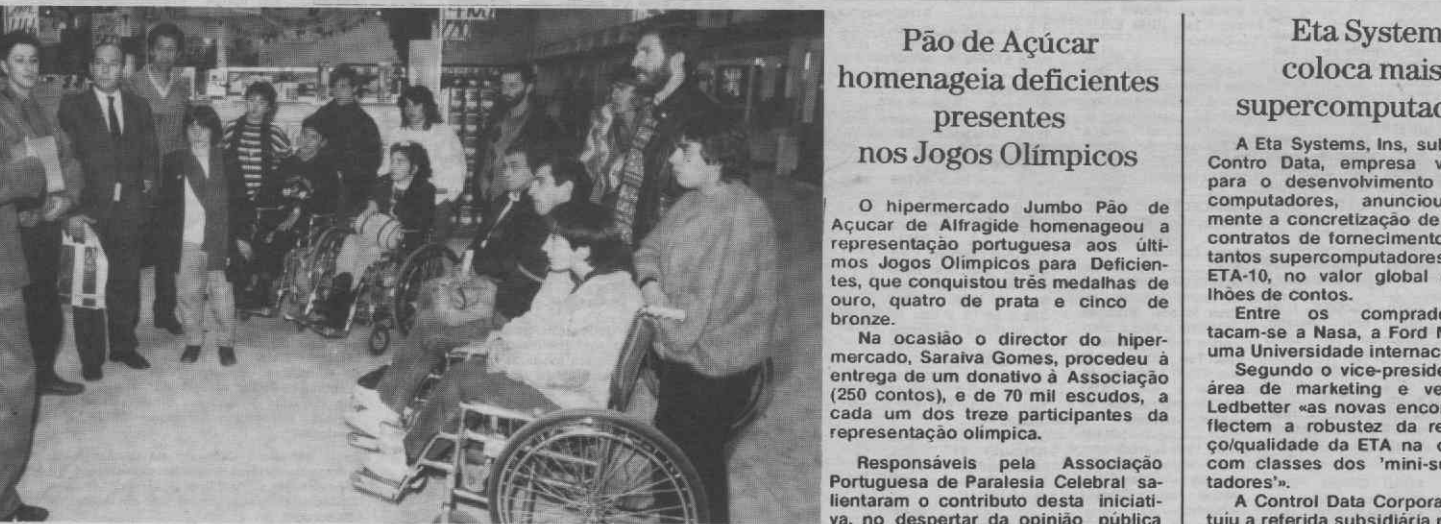 Pão de Açúcar
homenageia deficientes
presentes
nos Jogos Olímpicos
O hipermercado Jumbo Pão de
Açucar de Alfragide homenageou a
representação portuguesa aos últi-
mos Jogos Olimpicos para Deficien-
tes, que conquistou três medalhas de
ouro, quatro de prata e cinco de
bronze.
Na ocasião o director do hiper-
mercado, Saraiva Gomes, procedeu à
entrega de um donativo à Associação
(250 contos), e de 70 mil escudos, a
cada um dos treze participantes da
representação olímpica.
Responsáveis pela Associação
Portuguesa de Paralesia Celebral sa-
lientaram o contributo desta iniciati-
va, no despertar da opinião pública
Eta System
coloca mais
supercomputad
A Eta Systems, Ins, sul
Contro Data, empresa v
para o desenvolvimento
computadores, anunciou
mente a concretização de
contratos de fornecimento
tantos supercomputadores
ETA-10, no valor global
lhões de contos.
Entre os comprade
tacam-se a Nasa, a Ford M
uma Universidade internac
Segundo o vice-preside
área de marketing e ve
Ledbetter «as novas enco
flectem a robustez da re
ço/qualidade da ETA na c
com classes dos 'mini-su
tadores'».
A Control Data Corpora
tuiu a referida subsidiária